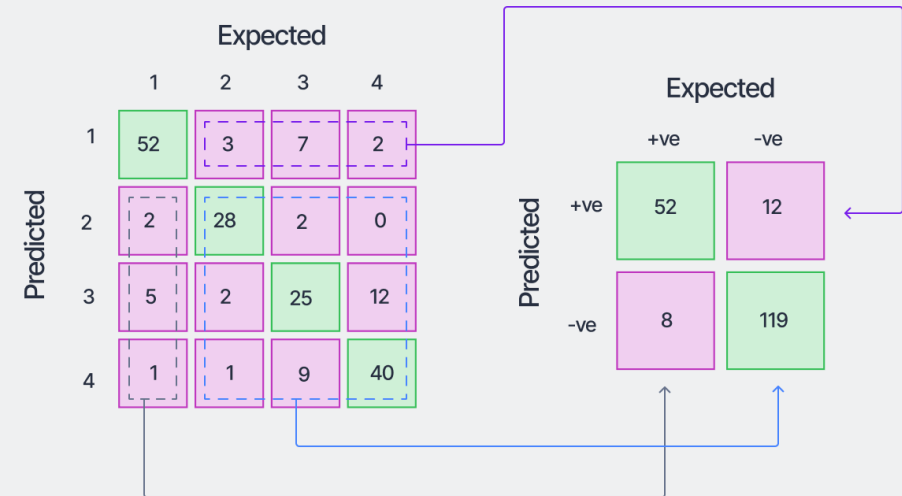 Expected
1 2 3 4
Predicted
1 52 3 7 2
2 2 28 2 0
3 5 2 25 12
4 1 1 9 40
Expected
+ve -ve
Predicted
+ve 52 12
-ve 8 119